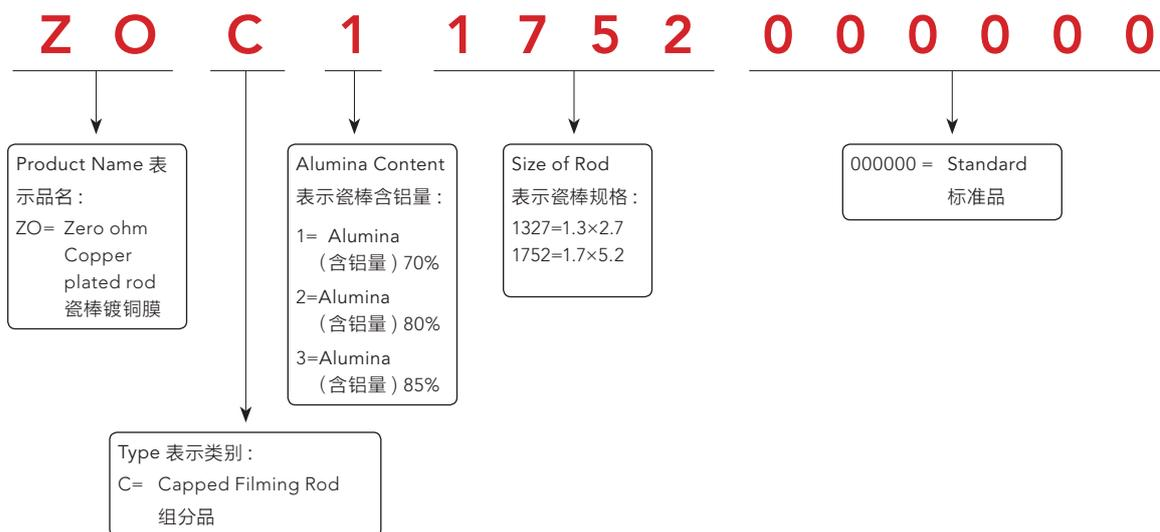 Z O C 1 1 7 5 2 0 0 0 0 0 0
Product Name 表
示品名 :
ZO= Zero ohm
Copper
plated rod
瓷棒镀铜膜
Type 表示类别 :
C= Capped Filming Rod
组分品
Alumina Content
表示瓷棒含铝量 :
1= Alumina
(含铝量 ) 70%
2=Alumina
(含铝量 ) 80%
3=Alumina
(含铝量 ) 85%
Size of Rod
表示瓷棒规格 :
1327=1.3×2.7
1752=1.7×5.2
000000 = Standard
标准品